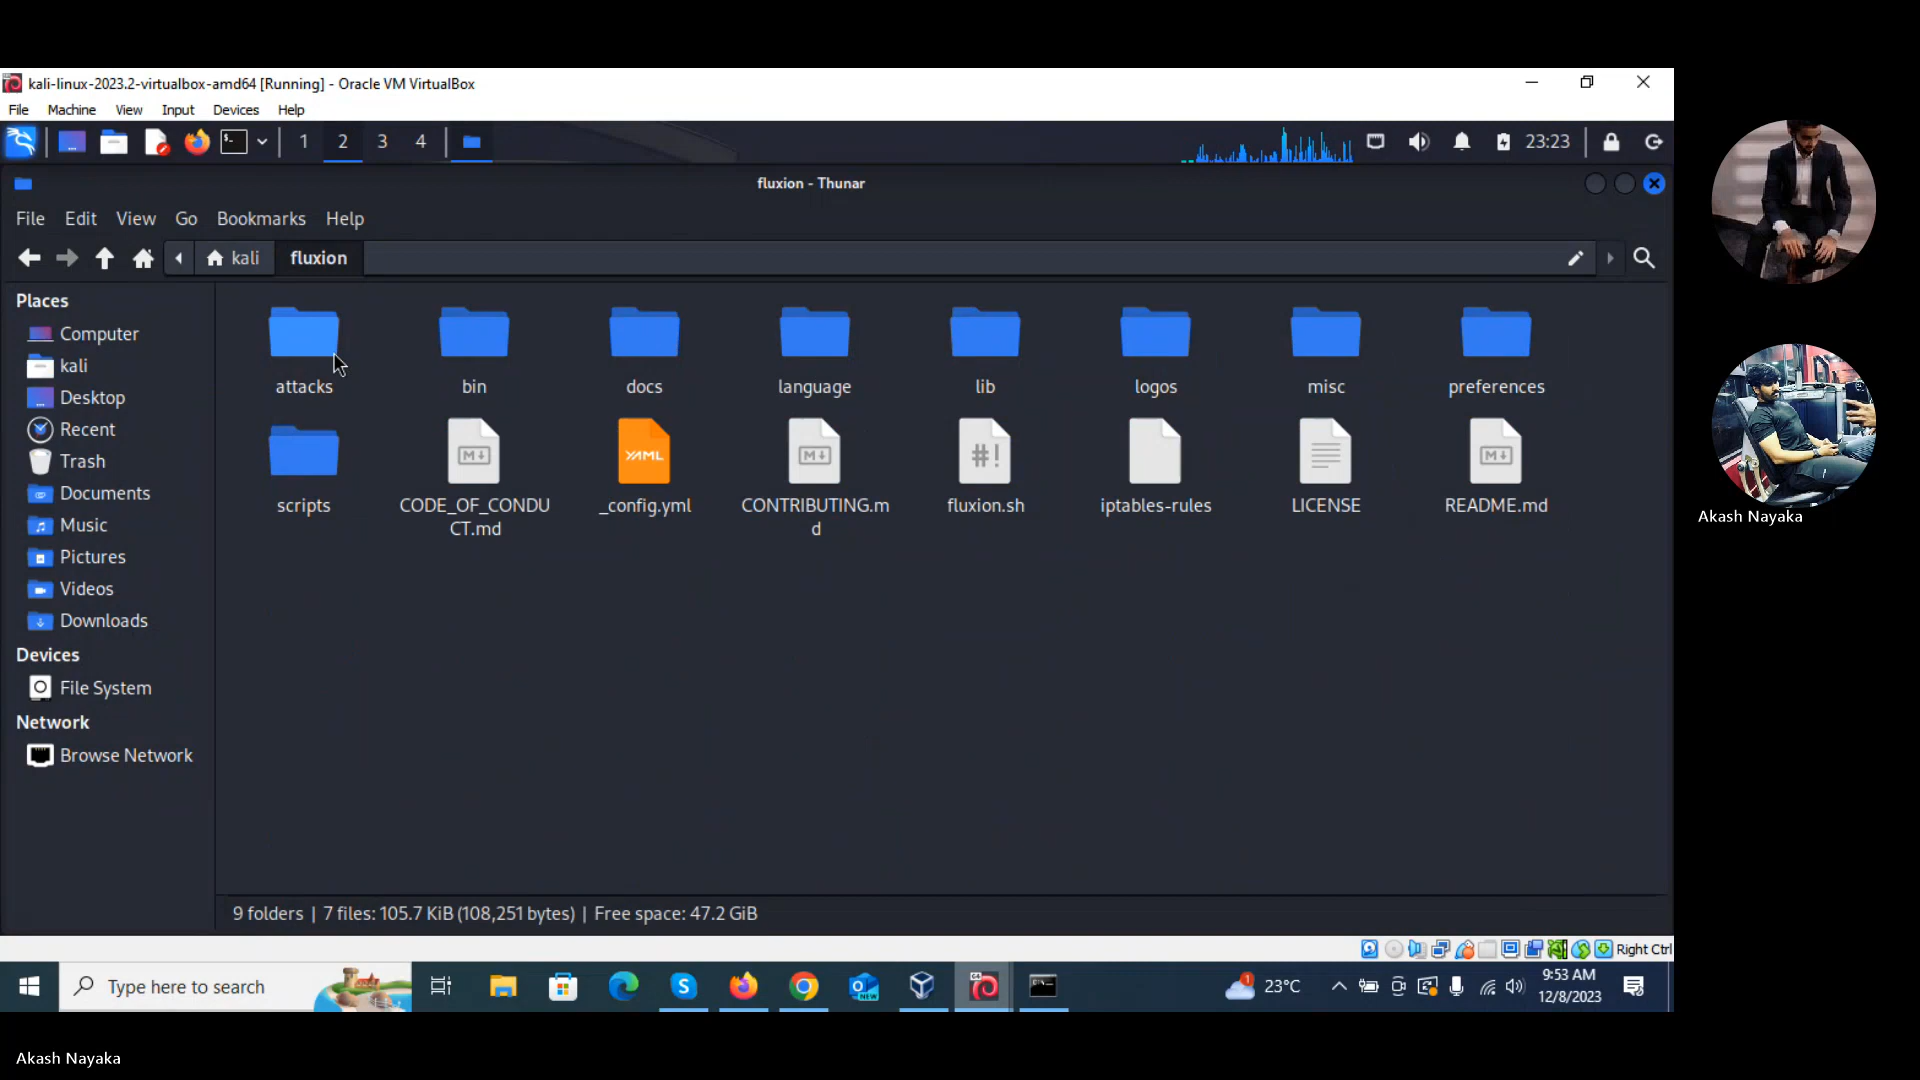 kali-linux-2023.2-virtualbox-amd64 [Running] - Oracle VM VirtualBox
File Machine View Input Devices Help
1 2 3 4 23:23
fluxion - Thunar
File Edit View Go Bookmarks Help
kali fluxion
Places
Computer
kali
Desktop
Recent
Trash
Documents
Music
Pictures
Videos
Downloads
Devices
File System
Network
Browse Network
attacks bin docs language lib logos misc preferences
scripts CODE_OF_CONDU _config.yml CONTRIBUTING.m fluxion.sh iptables-rules LICENSE README.md
CT.md d
YAML
#!
9 folders | 7 files: 105.7 KiB (108,251 bytes) | Free space: 47.2 GiB
Right Ctrl
Type here to search
23°C
9:53 AM
12/8/2023
Akash Nayaka
Akash Nayaka